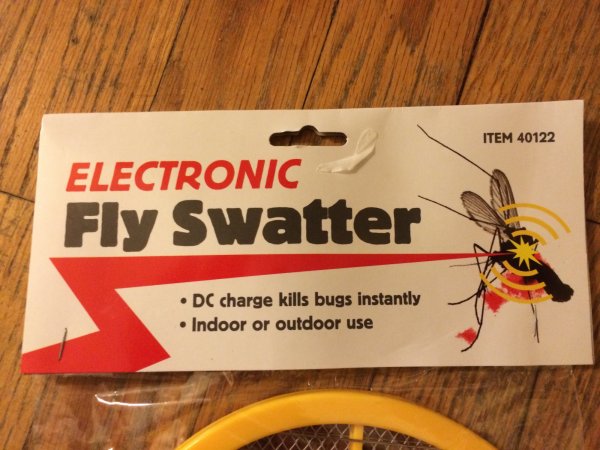 ITEM 40122
ELECTRONIC
Fly Swatter
• DC charge kills bugs instantly
• Indoor or outdoor use